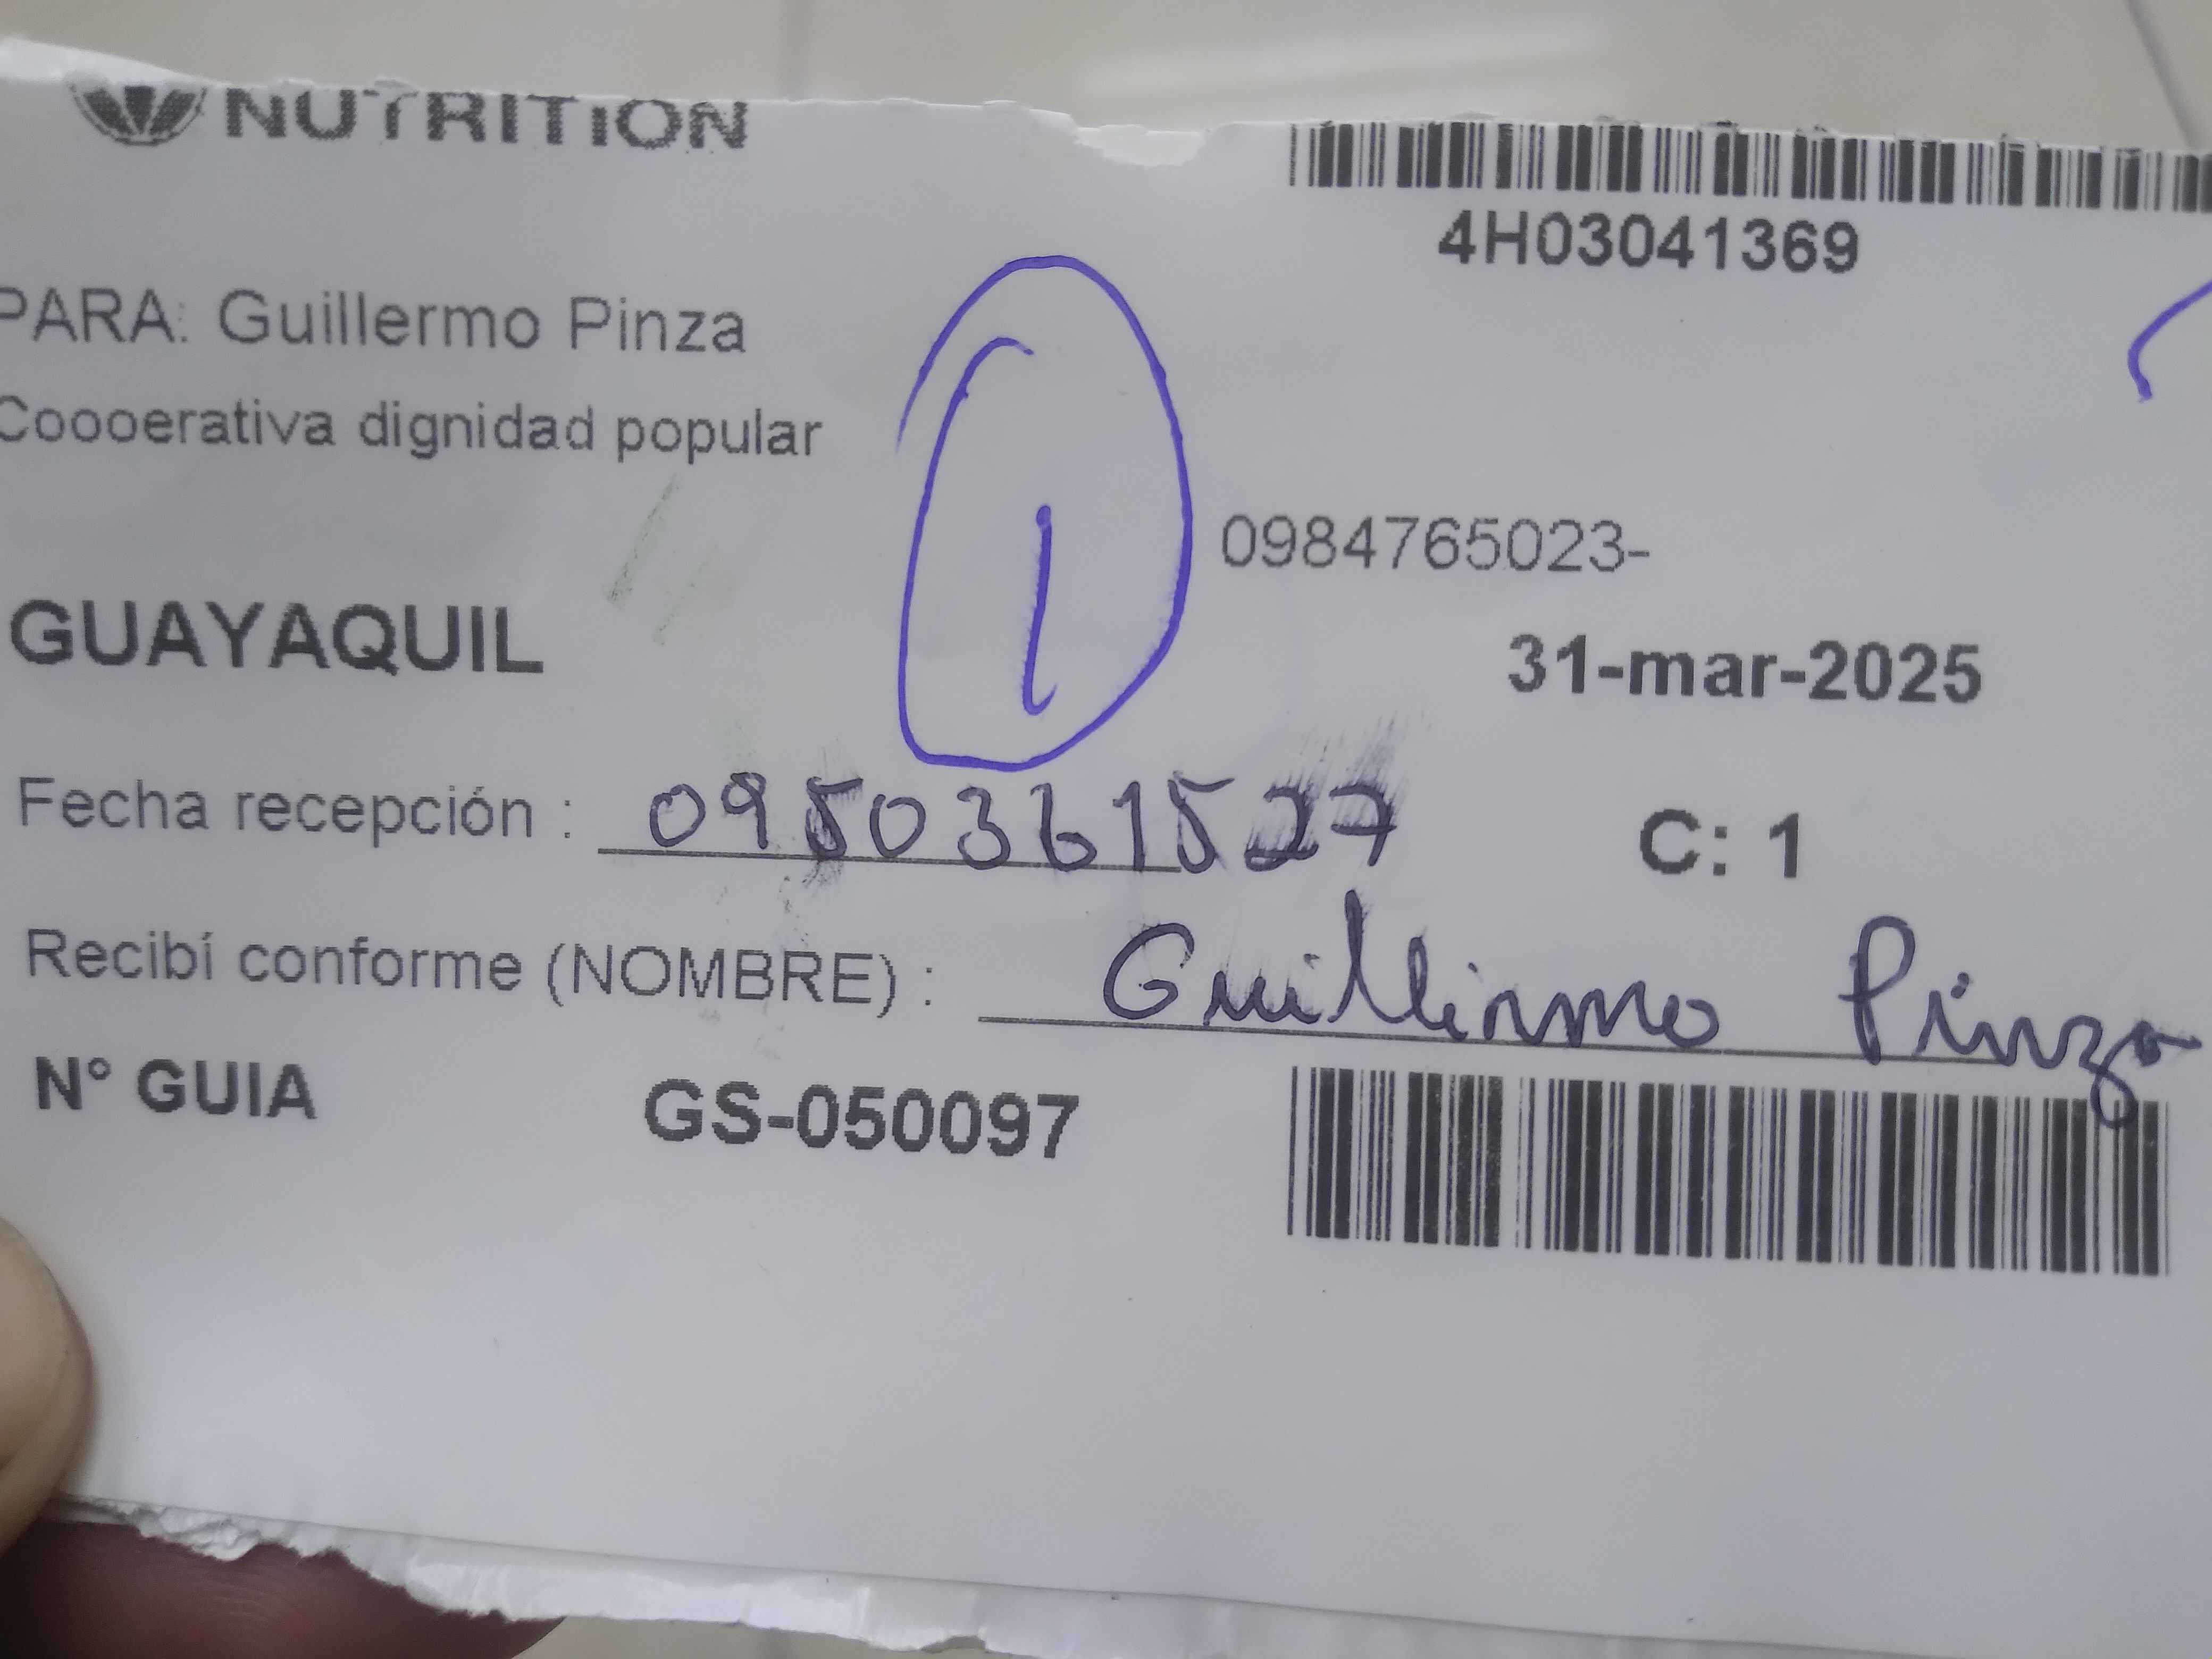 NUTRITION
4H03041369
PARA: Guillermo Pinza
Coooerativa dignidad popular
1
0984765023-
GUAYAQUIL
31-mar-2025
Fecha recepción : 0950361527
C: 1
Recibí conforme (NOMBRE) : Guillermo Pinza
N° GUIA GS-050097